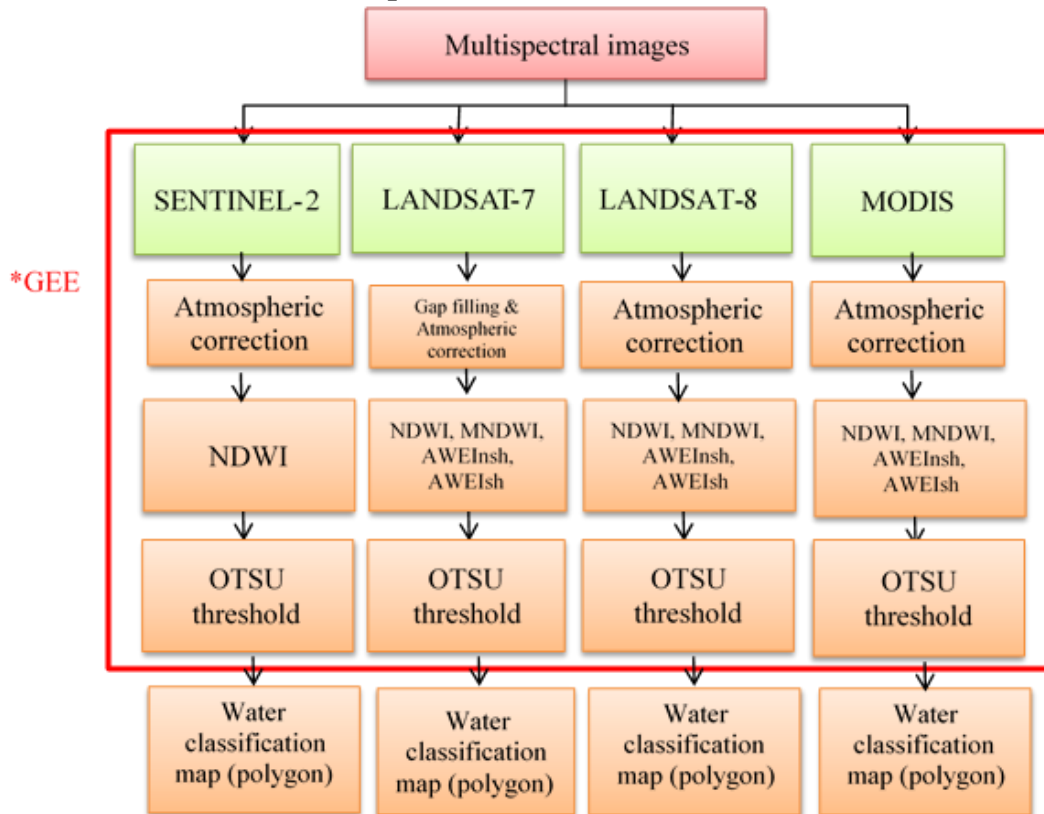 Multispectral images
SENTINEL-2
LANDSAT-7
LANDSAT-8
MODIS
*GEE
Atmospheric
correction
Gap filling &
Atmospheric
correction
Atmospheric
correction
Atmospheric
correction
NDWI
NDWI, MNDWI,
AWEInsh,
AWEIsh
NDWI, MNDWI,
AWEInsh,
AWEIsh
NDWI, MNDWI,
AWEInsh,
AWEIsh
OTSU
threshold
OTSU
threshold
OTSU
threshold
OTSU
threshold
Water
classification
map (polygon)
Water
classification
map (polygon)
Water
classification
map (polygon)
Water
classification
map (polygon)